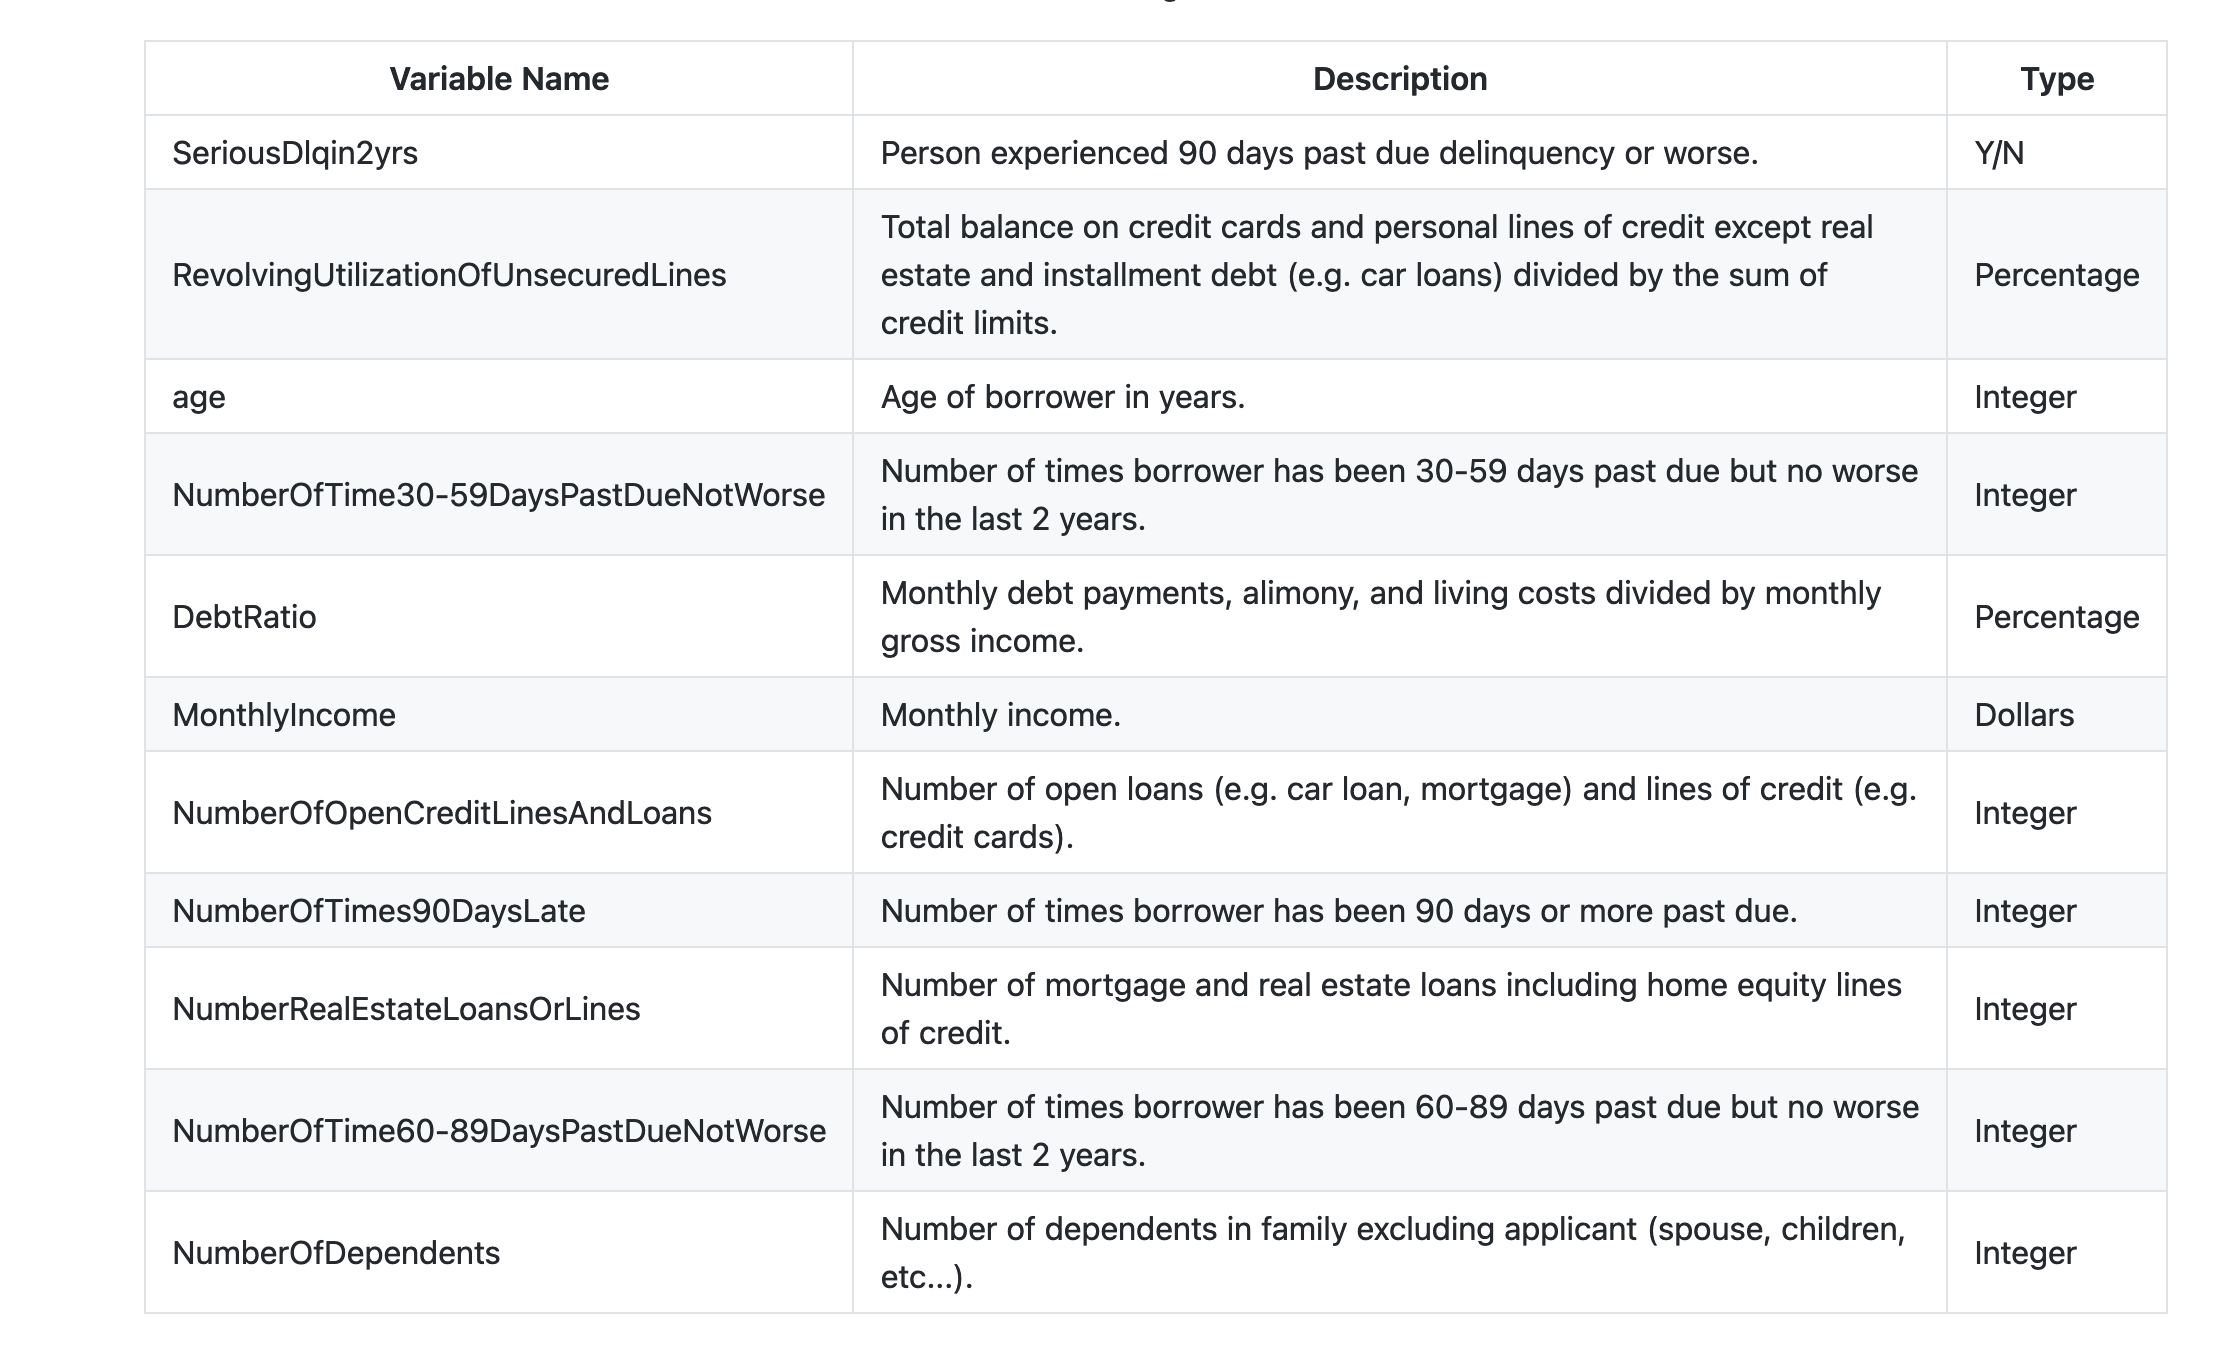 Variable Name Description Type
SeriousDlqin2yrs Person experienced 90 days past due delinquency or worse. Y/N
Total balance on credit cards and personal lines of credit except real
RevolvingUtilizationOfUnsecuredLines estate and installment debt (e.g. car loans) divided by the sum of Percentage
credit limits.
age Age of borrower in years. Integer
Number of times borrower has been 30-59 days past due but no worse
NumberOfTime30-59DaysPastDueNotWorse Integer
in the last 2 years.
Monthly debt payments, alimony, and living costs divided by monthly
DebtRatio Percentage
gross income.
MonthlyIncome Monthly income. Dollars
Number of open loans (e.g. car loan, mortgage) and lines of credit (e.g.
NumberOfOpenCreditLinesAndLoans Integer
credit cards).
NumberOfTimes90DaysLate Number of times borrower has been 90 days or more past due. Integer
Number of mortgage and real estate loans including home equity lines
NumberRealEstateLoansOrLines Integer
of credit.
Number of times borrower has been 60-89 days past due but no worse
NumberOfTime60-89DaysPastDueNotWorse Integer
in the last 2 years.
Number of dependents in family excluding applicant (spouse, children,
NumberOfDependents Integer
etc...).